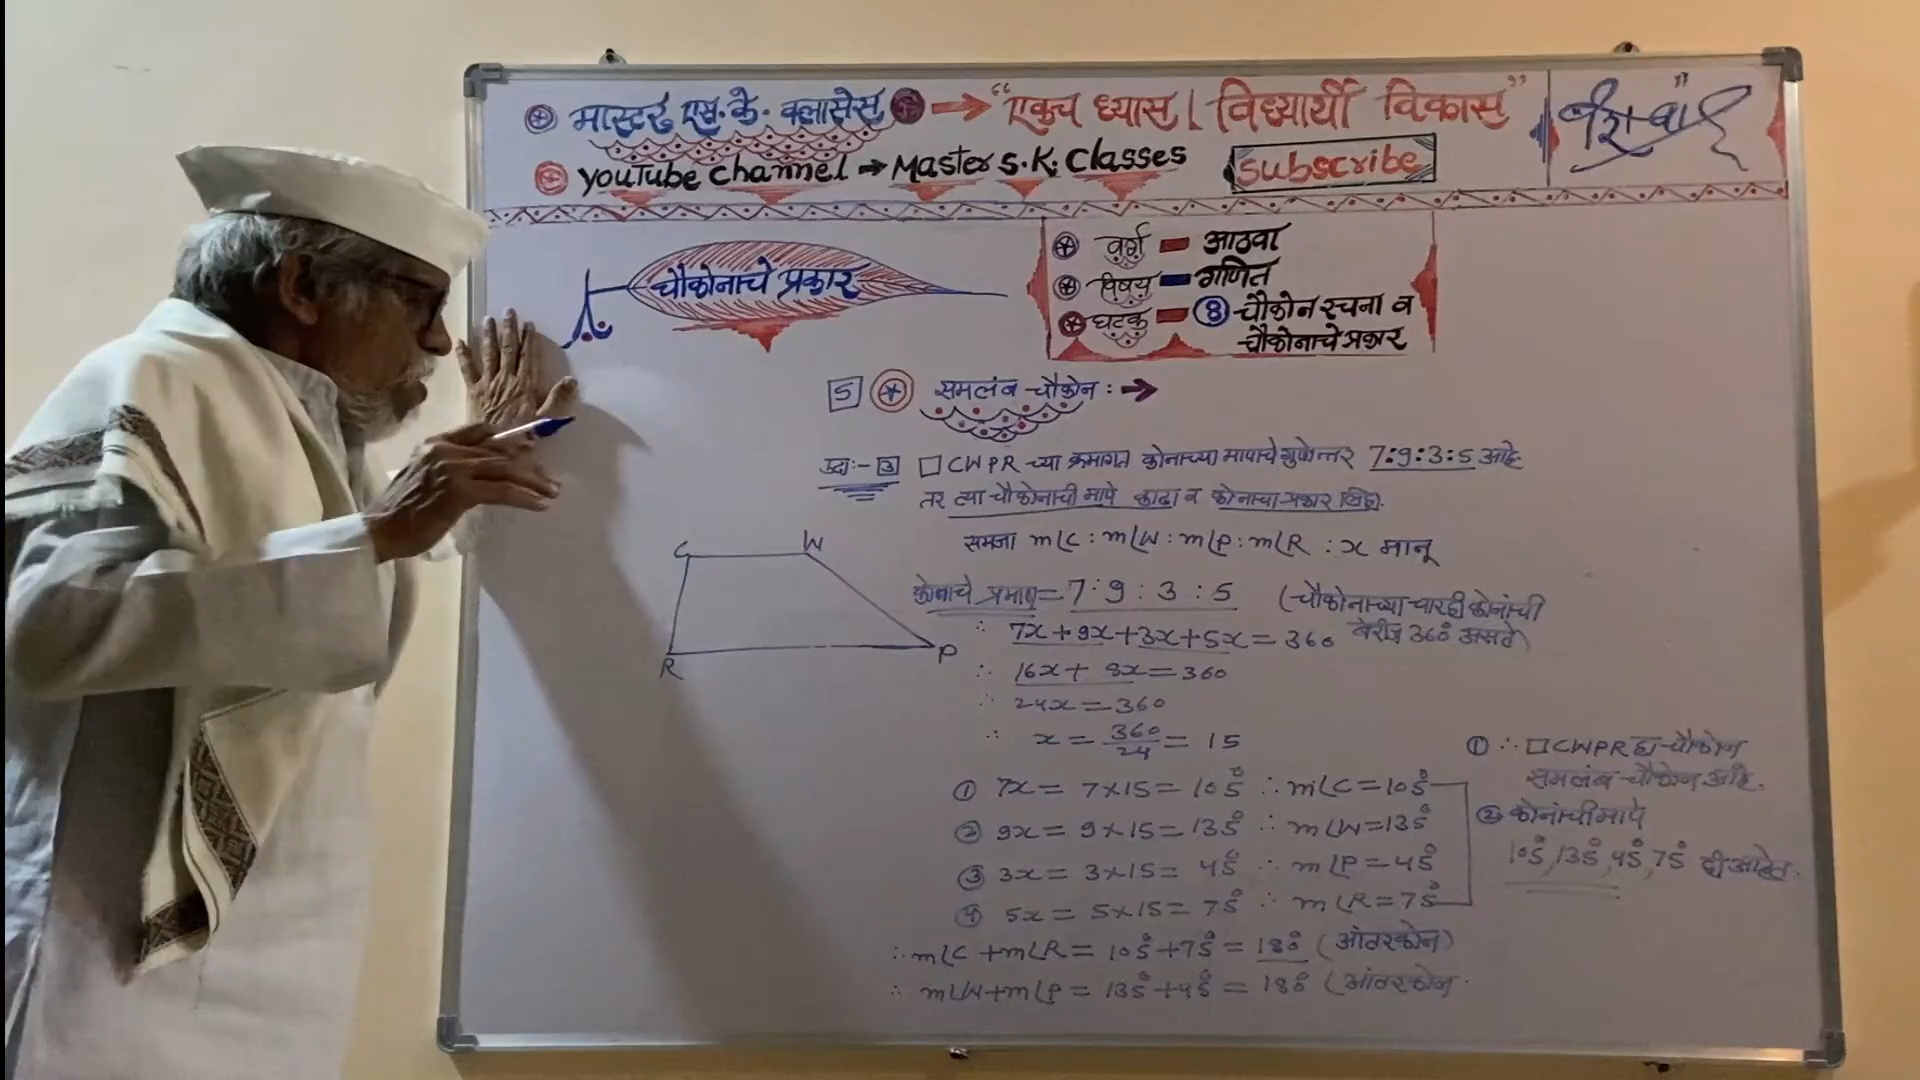 मास्टर एस.के. क्लासेस → "एकच ध्यास । विद्यार्थी विकास"
YouTube channel → Master S.K. Classes Subscribe
चौकोनाचे प्रकार
वर्ग - आठवा
विषय - गणित
घटक - 8 चौकोन रचना व
चौकोनाचे प्रकार
5 समलंब चौकोन : →
उदा:- 3 □CWPR च्या क्रमागत कोनाच्या मापाचे गुणोत्तर 7:9:3:5 आहे
तर त्या चौकोनाची मापे काढा व कोनाचा प्रकार लिहा.
समजा m∠C : m∠W : m∠P : m∠R : x मानू
C W
R P
कोनाचे प्रमाण = 7 : 9 : 3 : 5 (चौकोनाच्या चारही कोनांची
बेरीज 360° असते)
∴ 7x + 9x + 3x + 5x = 360
∴ 16x + 8x = 360
∴ 24x = 360
∴ x = 360/24 = 15
① 7x = 7×15 = 105° ∴ m∠C = 105°
② 9x = 9×15 = 135° ∴ m∠W = 135°
③ 3x = 3×15 = 45° ∴ m∠P = 45°
④ 5x = 5×15 = 75° ∴ m∠R = 75°
∴ m∠C + m∠R = 105° + 75° = 180° (आंतरकोन)
∴ m∠W + m∠P = 135° + 45° = 180° (आंतरकोन.
① ∴ □CWPR हा चौकोन
समलंब चौकोन आहे.
② कोनांची मापे
105°, 135°, 45°, 75° ही आहेत.